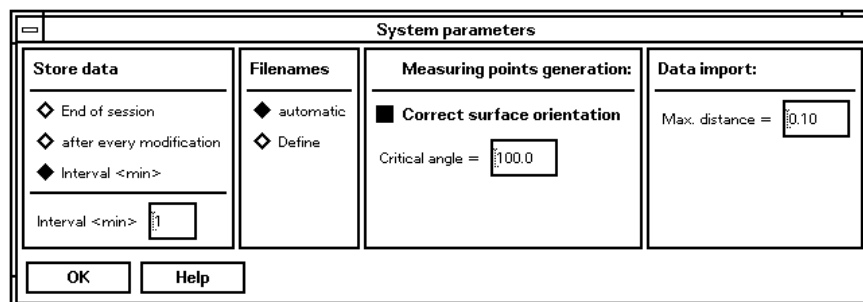 System parameters
Store data
End of session
after every modification
Interval <min>
Interval <min> 1
Filenames
automatic
Define
Measuring points generation:
Correct surface orientation
Critical angle = 100.0
Data import:
Max. distance = 0.10
OK Help